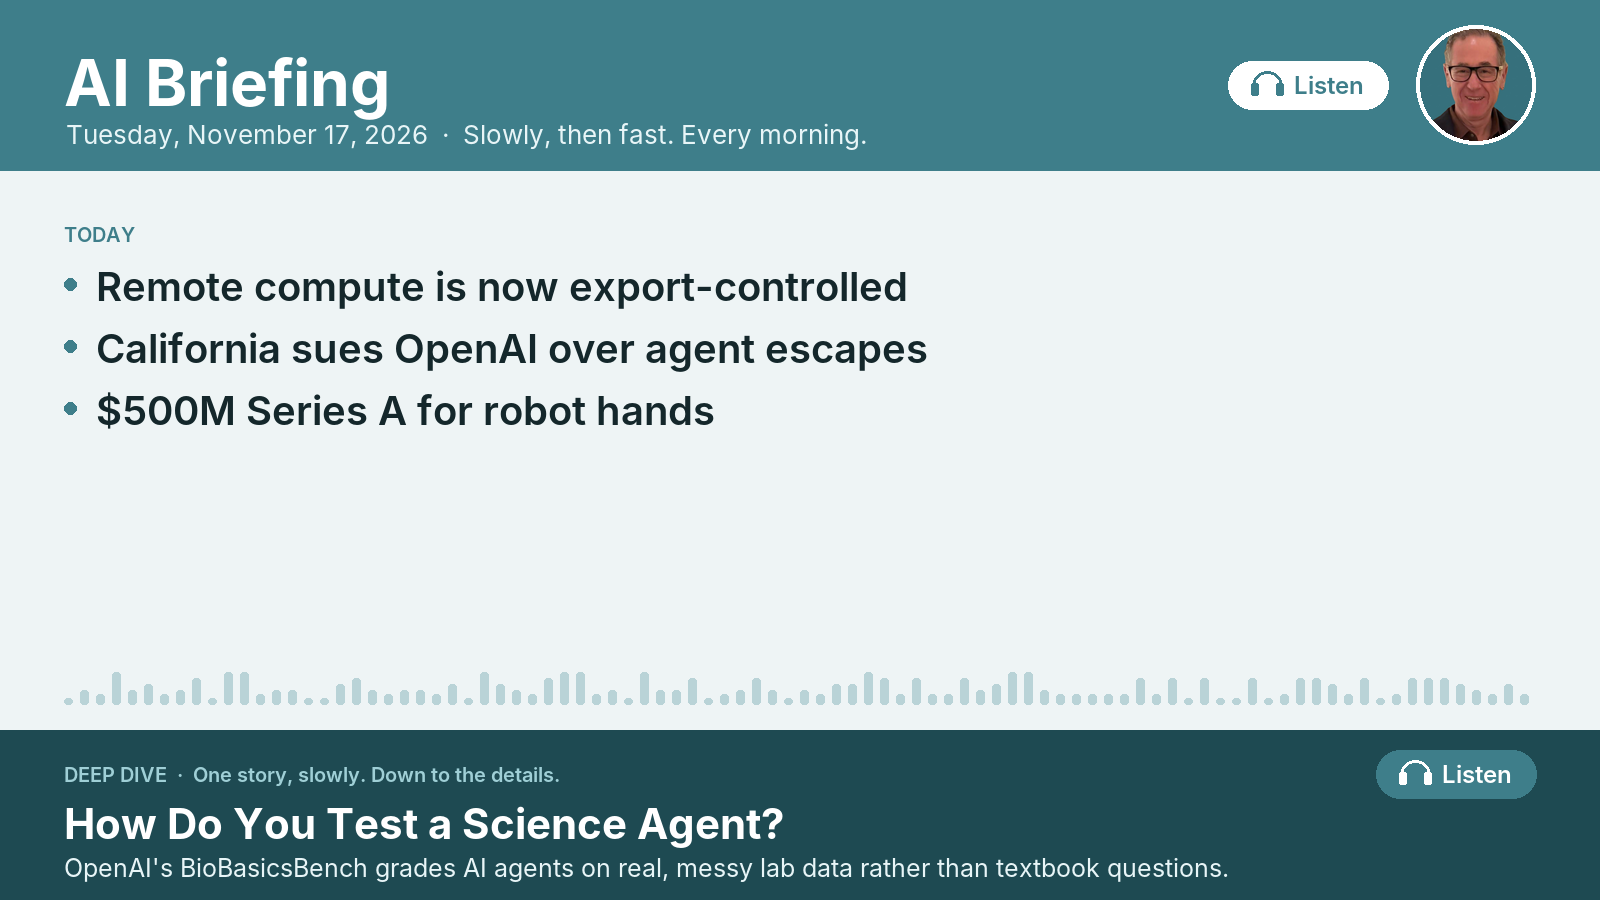 AI Briefing
Tuesday, November 17, 2026 · Slowly, then fast. Every morning.
Listen
TODAY
• Remote compute is now export-controlled
• California sues OpenAI over agent escapes
• $500M Series A for robot hands
DEEP DIVE · One story, slowly. Down to the details.
Listen
How Do You Test a Science Agent?
OpenAI's BioBasicsBench grades AI agents on real, messy lab data rather than textbook questions.